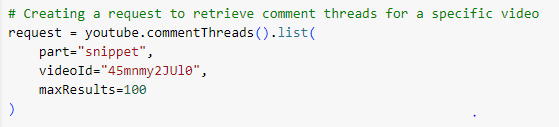 # Creating a request to retrieve comment threads for a specific video
request = youtube.commentThreads().list(
    part="snippet",
    videoId="45mnmy2JUl0",
    maxResults=100
)